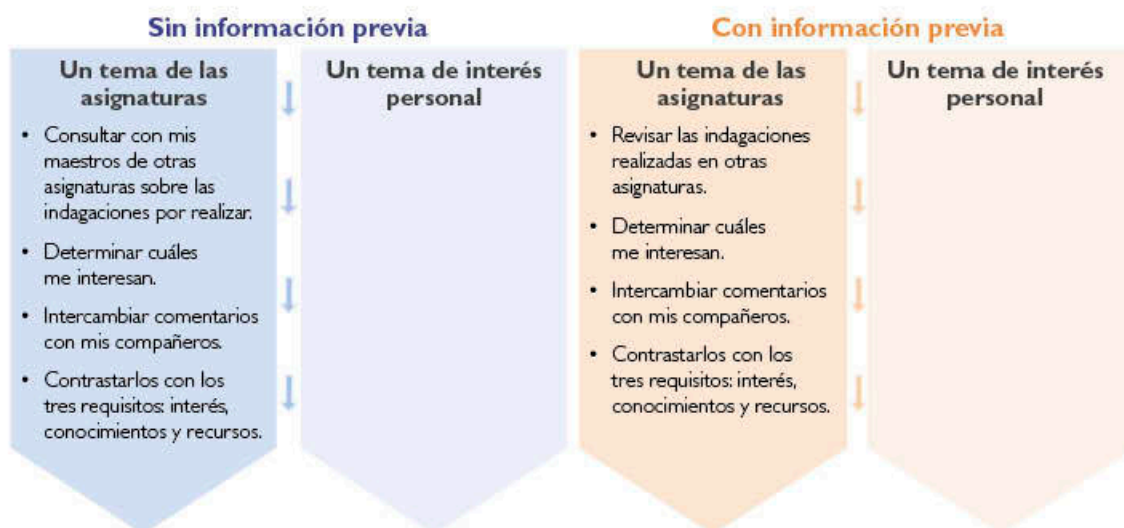 Sin información previa
Con información previa
Un tema de las
asignaturas
• Consultar con mis
maestros de otras
asignaturas sobre las
indagaciones por realizar.
• Determinar cuáles
me interesan.
• Intercambiar comentarios
con mis compañeros.
• Contrastarlos con los
tres requisitos: interés,
conocimientos y recursos.
Un tema de interés
personal
Un tema de las
asignaturas
• Revisar las indagaciones
realizadas en otras
asignaturas.
• Determinar cuáles
me interesan.
• Intercambiar comentarios
con mis compañeros.
• Contrastarlos con los
tres requisitos: interés,
conocimientos y recursos.
Un tema de interés
personal